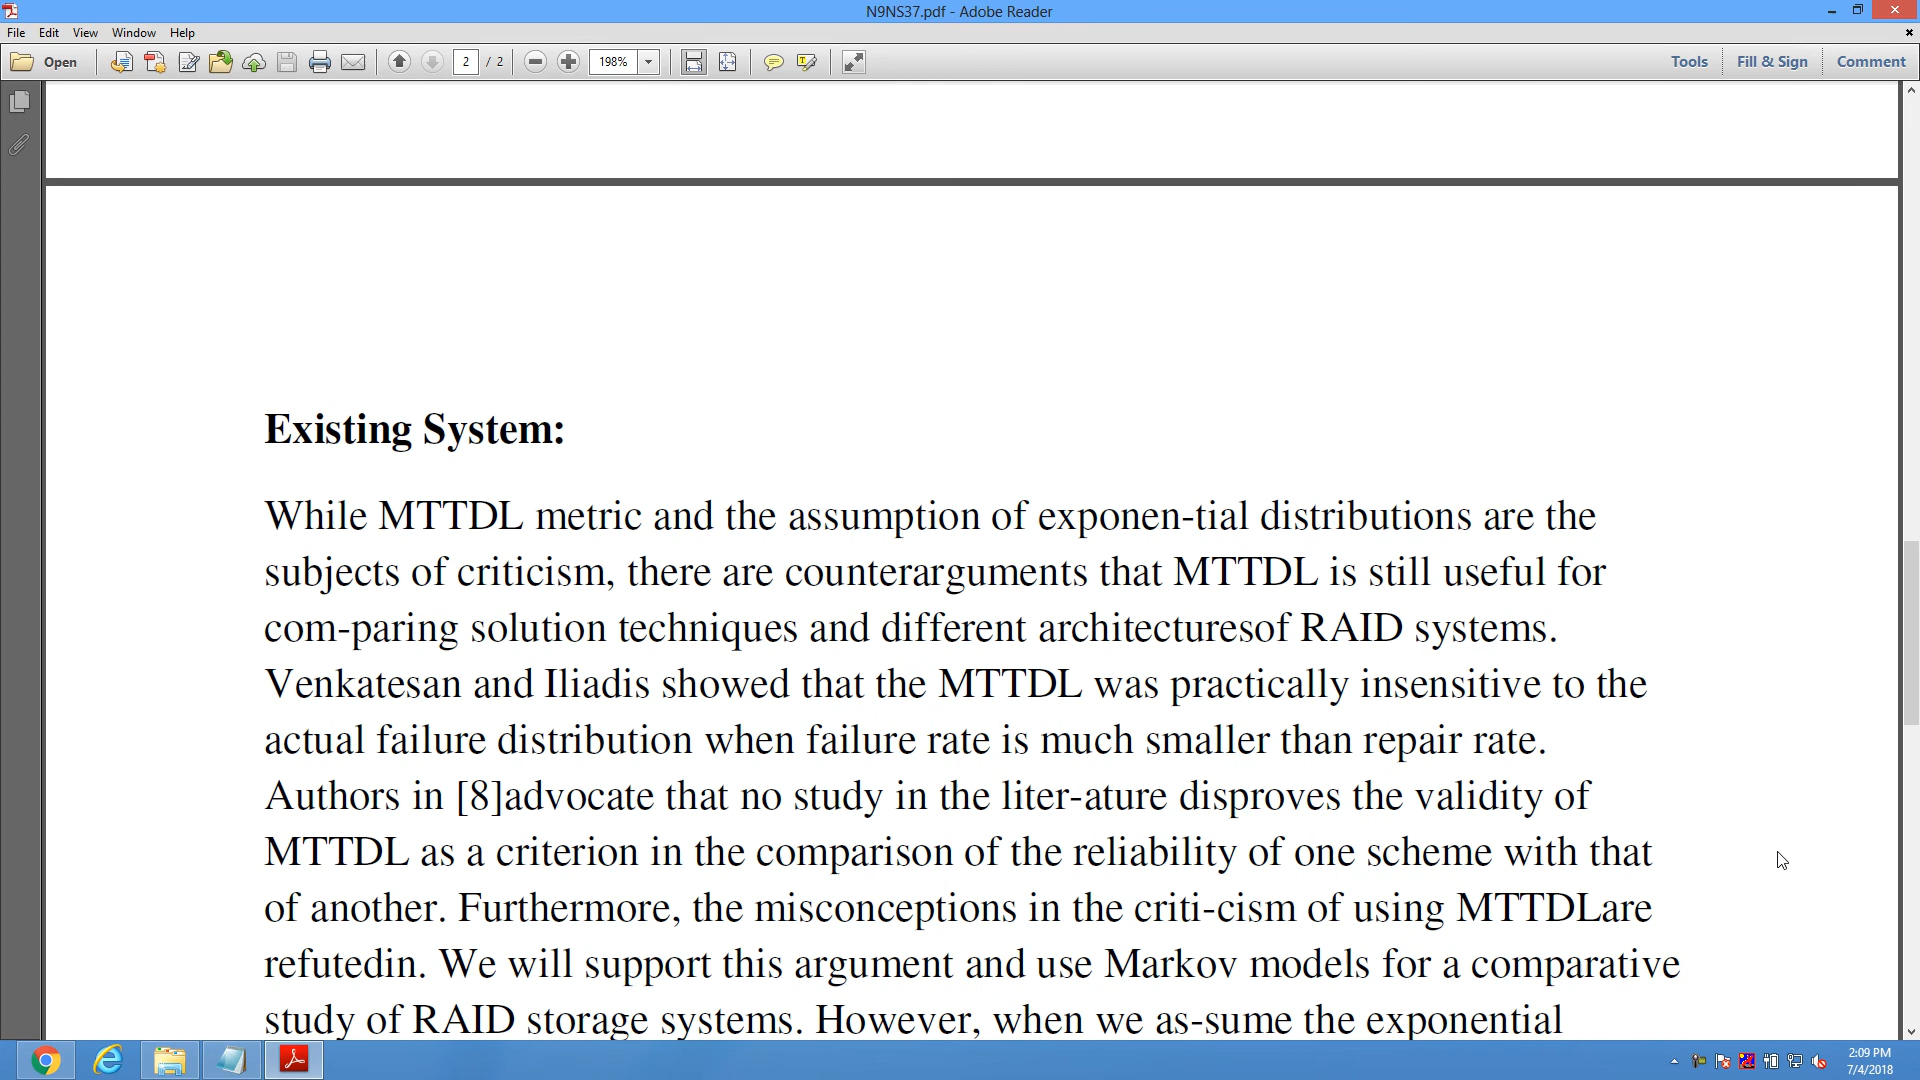 N9NS37.pdf - Adobe Reader
File Edit View Window Help
Open 2 / 2 198% Tools Fill & Sign Comment
Existing System:
While MTTDL metric and the assumption of exponen-tial distributions are the
subjects of criticism, there are counterarguments that MTTDL is still useful for
com-paring solution techniques and different architecturesof RAID systems.
Venkatesan and Iliadis showed that the MTTDL was practically insensitive to the
actual failure distribution when failure rate is much smaller than repair rate.
Authors in [8]advocate that no study in the liter-ature disproves the validity of
MTTDL as a criterion in the comparison of the reliability of one scheme with that
of another. Furthermore, the misconceptions in the criti-cism of using MTTDLare
refutedin. We will support this argument and use Markov models for a comparative
study of RAID storage systems. However, when we as-sume the exponential
2:09 PM
7/4/2018